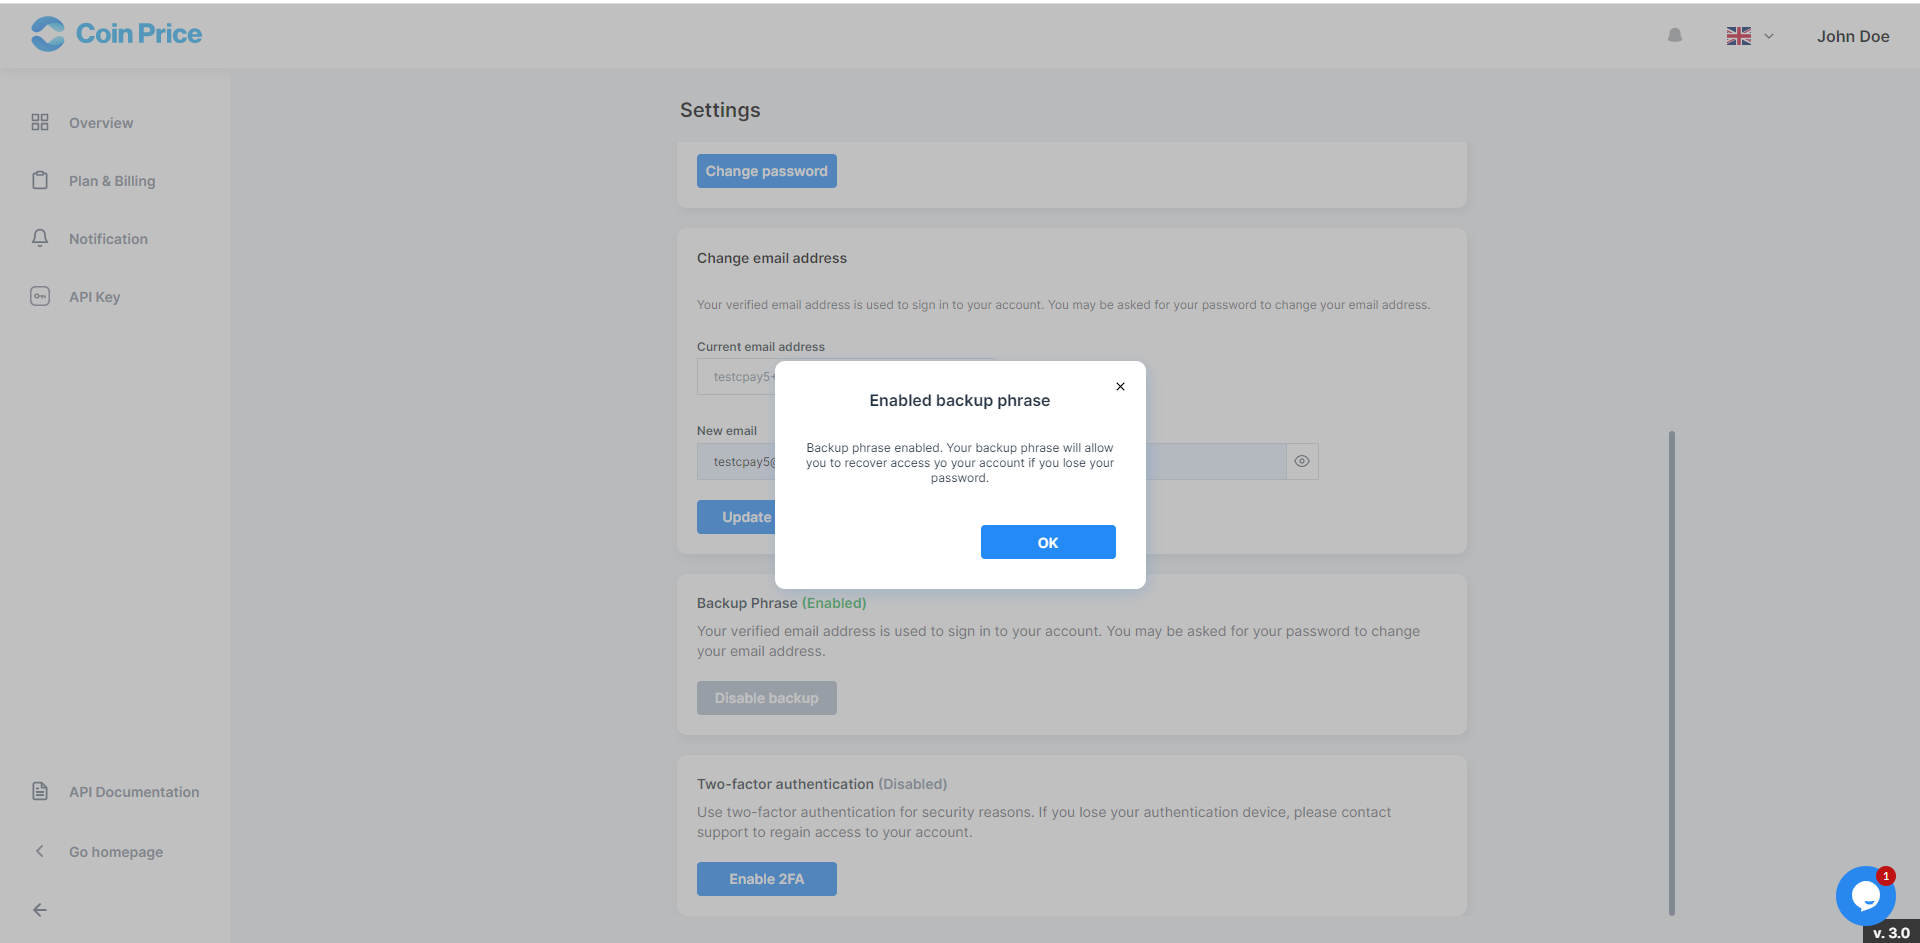 Coin Price
John Doe
Overview
Plan & Billing
Notification
API Key
API Documentation
Go homepage
Settings
Change password
Change email address
Your verified email address is used to sign in to your account. You may be asked for your password to change your email address.
Current email address
testcpay5+
New email
testcpay5@
Update
Enabled backup phrase
Backup phrase enabled. Your backup phrase will allow
you to recover access yo your account if you lose your
password.
OK
Backup Phrase (Enabled)
Your verified email address is used to sign in to your account. You may be asked for your password to change
your email address.
Disable backup
Two-factor authentication (Disabled)
Use two-factor authentication for security reasons. If you lose your authentication device, please contact
support to regain access to your account.
Enable 2FA
1
v. 3.0